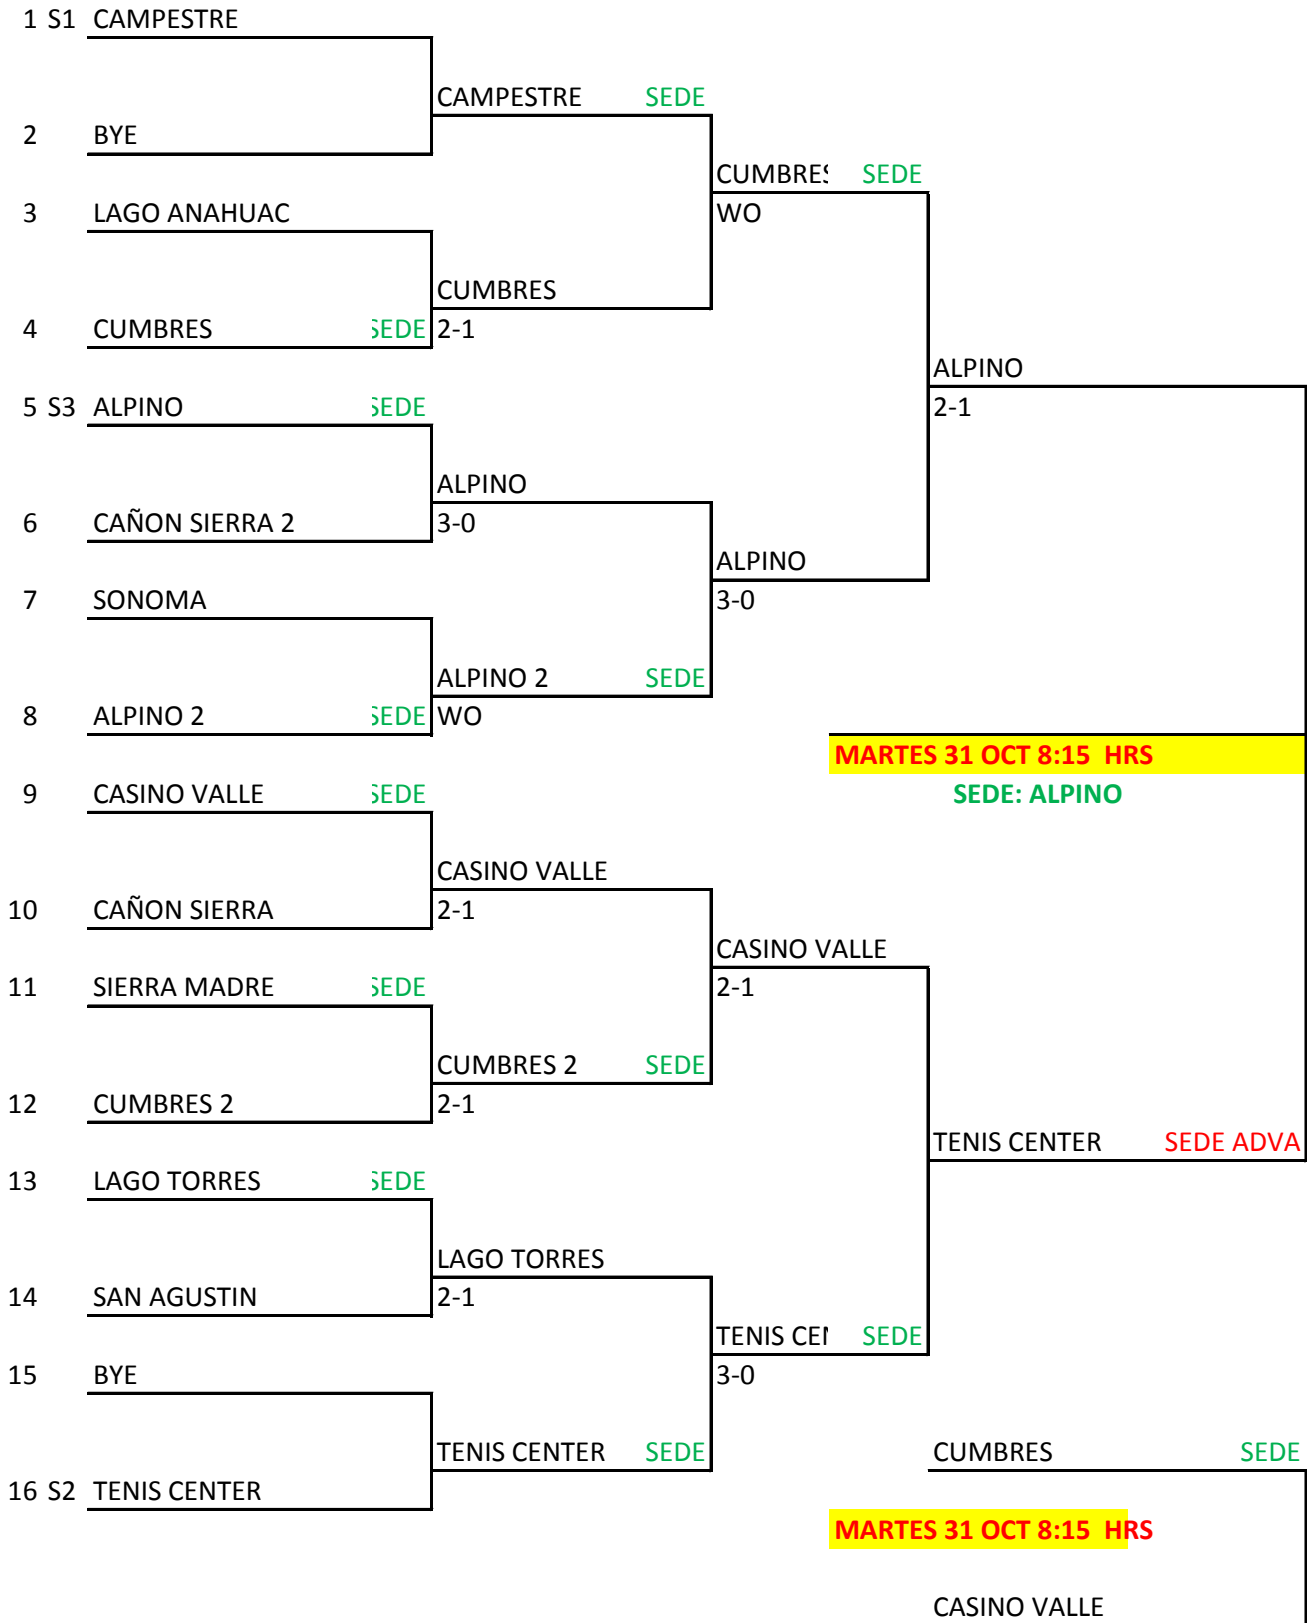 1 S1 CAMPESTRE
CAMPESTRE SEDE
2 BYE
CUMBRES SEDE
3 LAGO ANAHUAC
WO
CUMBRES
4 CUMBRES SEDE 2-1
ALPINO
5 S3 ALPINO SEDE
2-1
ALPINO
6 CAÑON SIERRA 2 3-0
ALPINO
7 SONOMA 3-0
ALPINO 2 SEDE
8 ALPINO 2 SEDE WO
MARTES 31 OCT 8:15 HRS
9 CASINO VALLE SEDE
SEDE: ALPINO
CASINO VALLE
10 CAÑON SIERRA 2-1
CASINO VALLE
11 SIERRA MADRE SEDE 2-1
CUMBRES 2 SEDE
12 CUMBRES 2 2-1
TENIS CENTER SEDE ADVA
13 LAGO TORRES SEDE
LAGO TORRES
14 SAN AGUSTIN 2-1
TENIS CEN SEDE
15 BYE 3-0
TENIS CENTER SEDE
CUMBRES SEDE
16 S2 TENIS CENTER
MARTES 31 OCT 8:15 HRS
CASINO VALLE